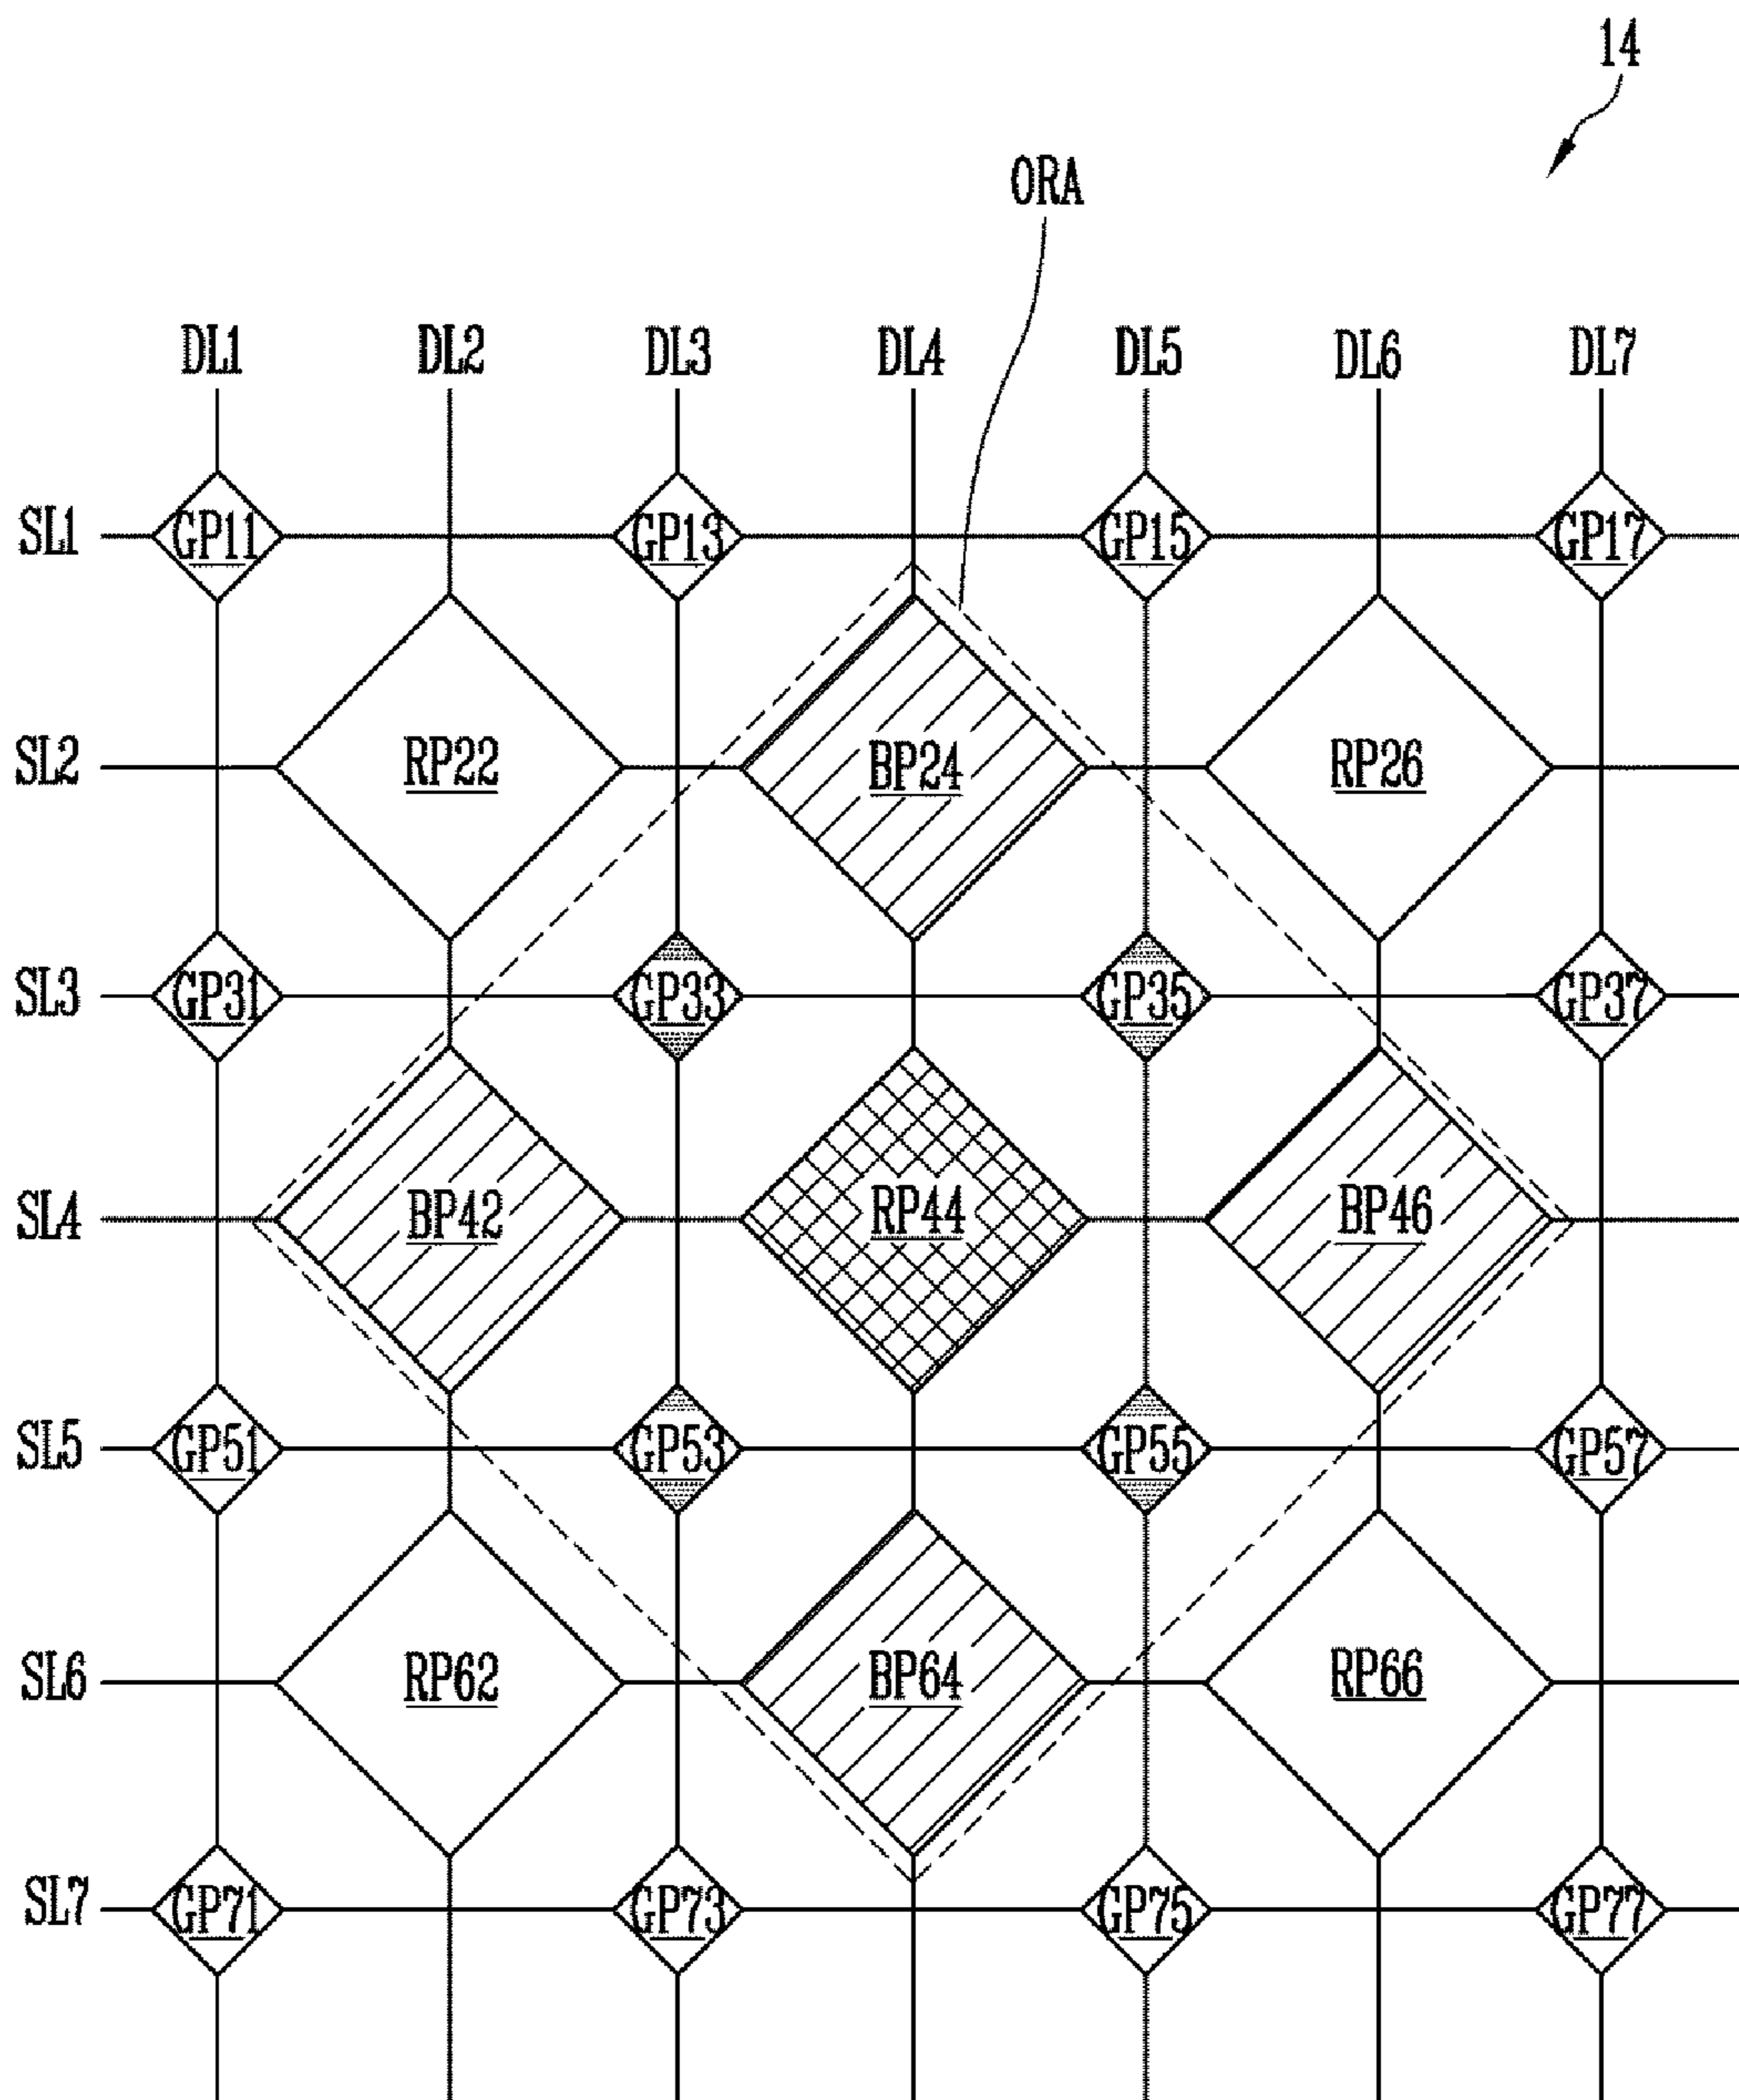 14
ORA
DL1 DL2 DL3 DL4 DL5 DL6 DL7
SL1 GP11 GP13 GP15 GP17
SL2 RP22 BP24 RP26
SL3 GP31 GP33 GP35 GP37
SL4 BP42 RP44 BP46
SL5 GP51 GP53 GP55 GP57
SL6 RP62 BP64 RP66
SL7 GP71 GP73 GP75 GP77